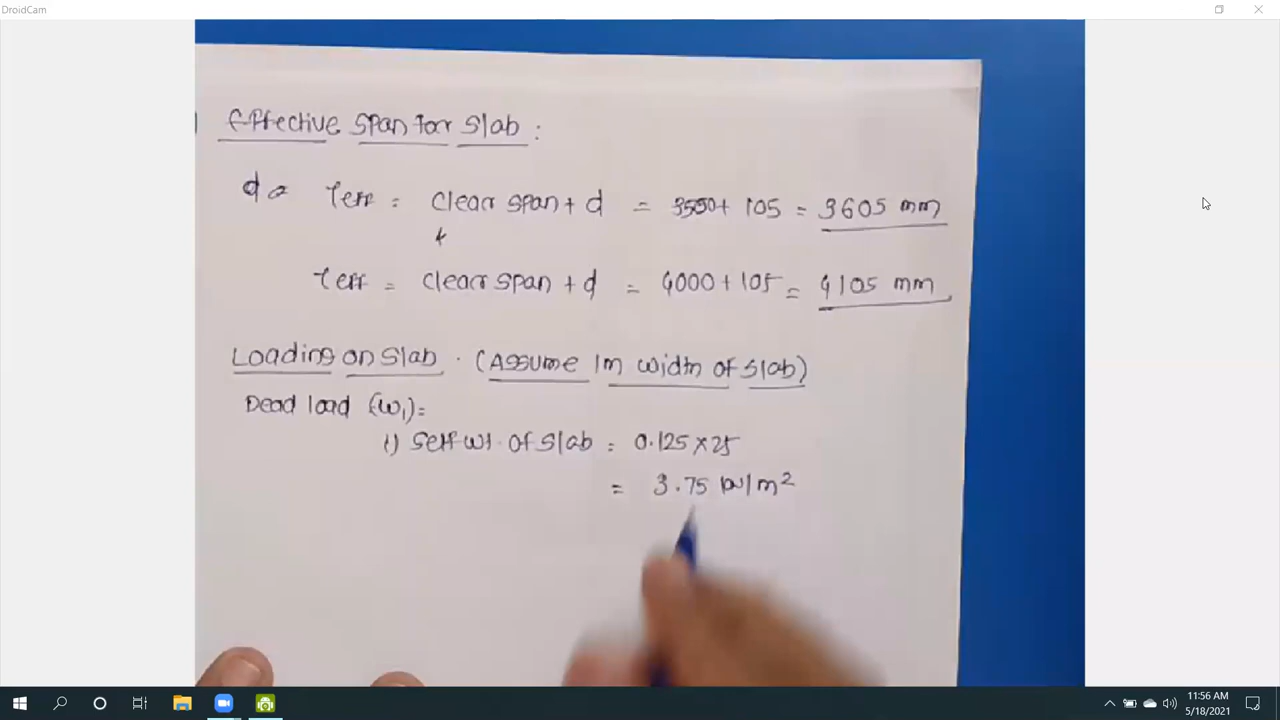 DroidCam
Effective Span for Slab :
d = leff = clear span + d = 3500 + 105 = 3605 mm
&
leff = clear span + d = 4000 + 105 = 4105 mm
Loading on Slab . (Assume 1m width of Slab)
Dead load (w1):
1) Self wt. of Slab = 0.125 x 25
= 3.75 kN/m2
11:56 AM
5/18/2021